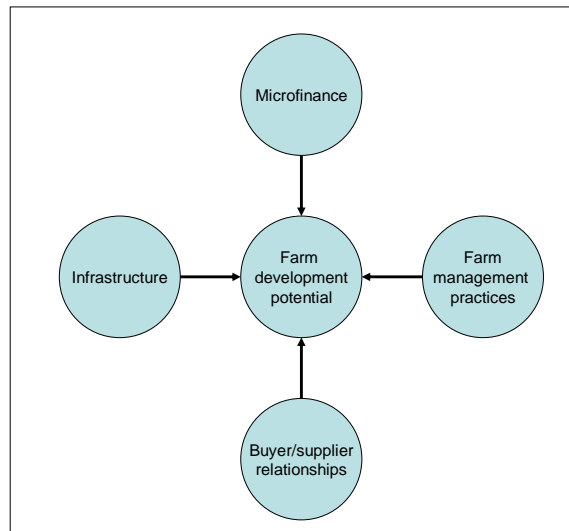 Microfinance
Infrastructure
Farm
development
potential
Farm
management
practices
Buyer/supplier
relationships